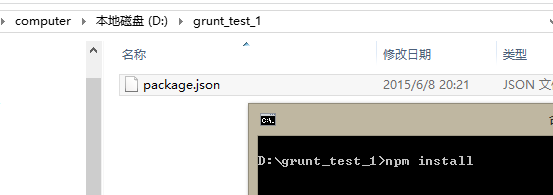 computer ▸ 本地磁盘 (D:) ▸ grunt_test_1
名称 修改日期 类型
package.json 2015/6/8 20:21 JSON
C:\.
D:\grunt_test_1>npm install